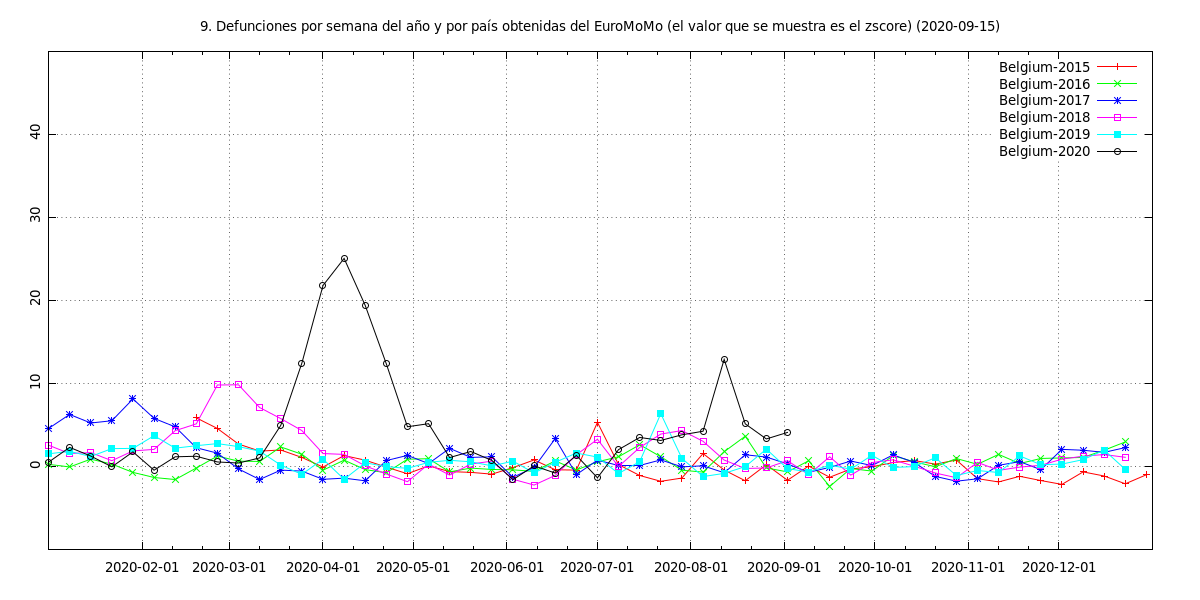 9. Defunciones por semana del año y por país obtenidas del EuroMoMo (el valor que se muestra es el zscore) (2020-09-15)
Belgium-2015
Belgium-2016
Belgium-2017
Belgium-2018
Belgium-2019
Belgium-2020
40
30
20
10
0
2020-02-01 2020-03-01 2020-04-01 2020-05-01 2020-06-01 2020-07-01 2020-08-01 2020-09-01 2020-10-01 2020-11-01 2020-12-01